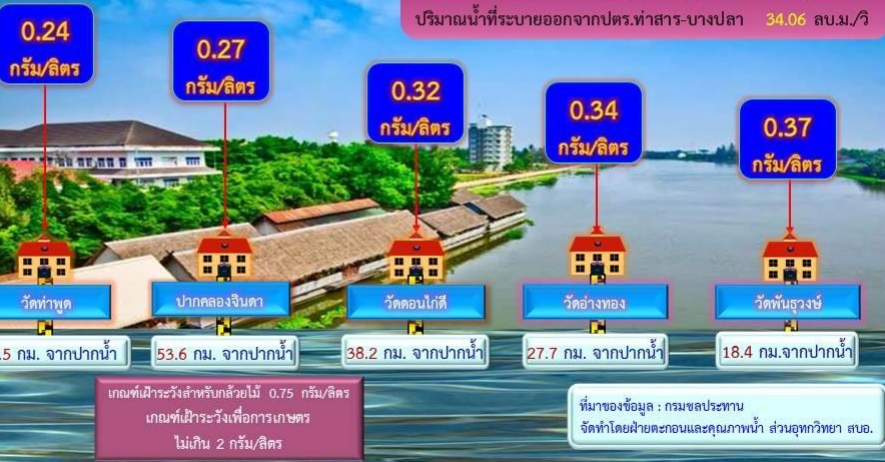 ปริมาณน้ำที่ระบายออกจากปตร.ท่าสาร-บางปลา 34.06 ลบ.ม./วิ
0.24
กรัม/ลิตร
0.27
กรัม/ลิตร
0.32
กรัม/ลิตร
0.34
กรัม/ลิตร
0.37
กรัม/ลิตร
วัดท่าพูด
ปากคลองจินดา
วัดดอนไก่ดี
วัดอ่างทอง
วัดพันธุวงษ์
.5 กม. จากปากน้ำ
53.6 กม. จากปากน้ำ
38.2 กม. จากปากน้ำ
27.7 กม. จากปากน้ำ
18.4 กม.จากปากน้ำ
เกณฑ์เฝ้าระวังสำหรับกล้วยไม้ 0.75 กรัม/ลิตร
เกณฑ์เฝ้าระวังเพื่อการเกษตร
ไม่เกิน 2 กรัม/ลิตร
ที่มาของข้อมูล : กรมชลประทาน
จัดทำโดยฝ่ายตะกอนและคุณภาพน้ำ ส่วนอุทกวิทยา สบอ.